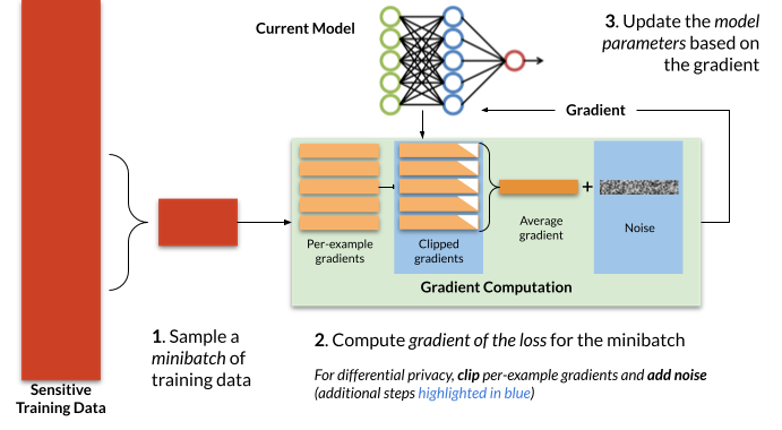 Current Model
3. Update the model
parameters based on
the gradient
Gradient
Per-example
gradients
Clipped
gradients
Average
gradient
+
Noise
Gradient Computation
1. Sample a
minibatch of
training data
2. Compute gradient of the loss for the minibatch
For differential privacy, clip per-example gradients and add noise
(additional steps highlighted in blue)
Sensitive
Training Data